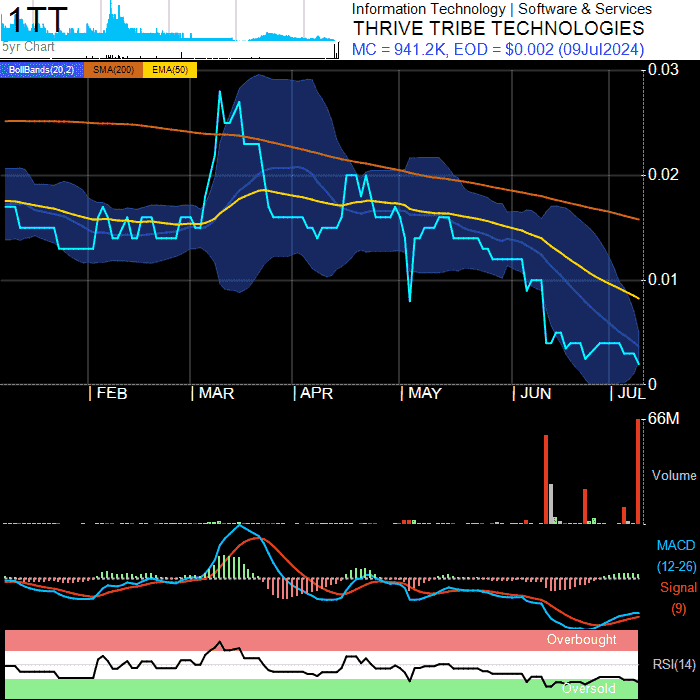 1TT
5yr Chart
Information Technology | Software & Services
THRIVE TRIBE TECHNOLOGIES
MC = 941.2K, EOD = $0.002 (09Jul2024)
BollBands(20,2) SMA(200) EMA(50)
0.03
0.02
0.01
0
FEB MAR APR MAY JUN JUL
66M
Volume
MACD
(12-26)
Signal
(9)
Overbought
RSI(14)
Oversold